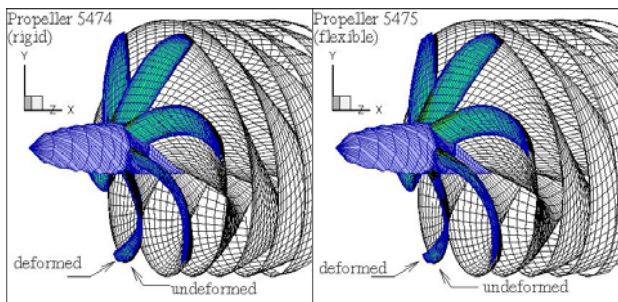 Propeller 5474
(rigid)
Y
Z X
deformed
undeformed
Propeller 5475
(flexible)
Y
Z X
deformed
undeformed